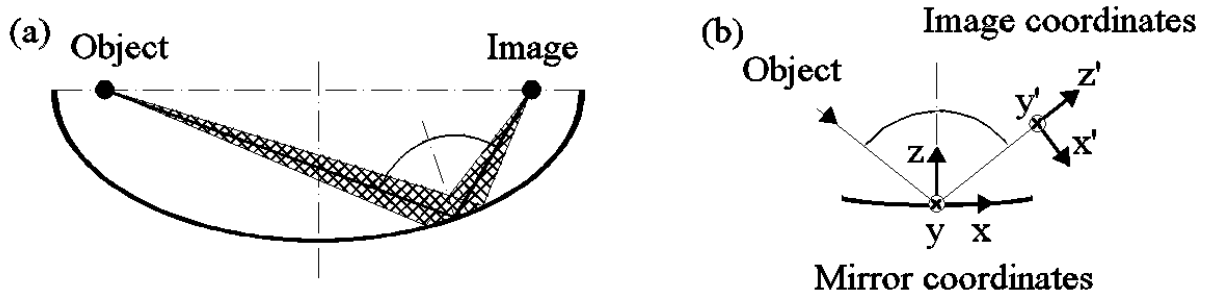 (a)
Object
Image
(b)
Image coordinates
Object
z'
y'
x'
z
y
x
Mirror coordinates